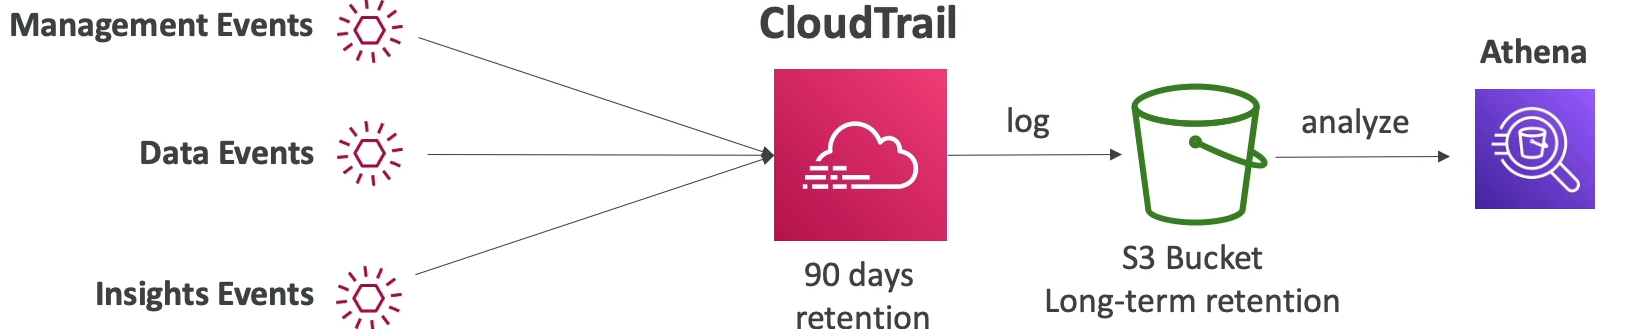 Management Events
CloudTrail
Athena
log
analyze
Data Events
S3 Bucket
Long-term retention
90 days
retention
Insights Events